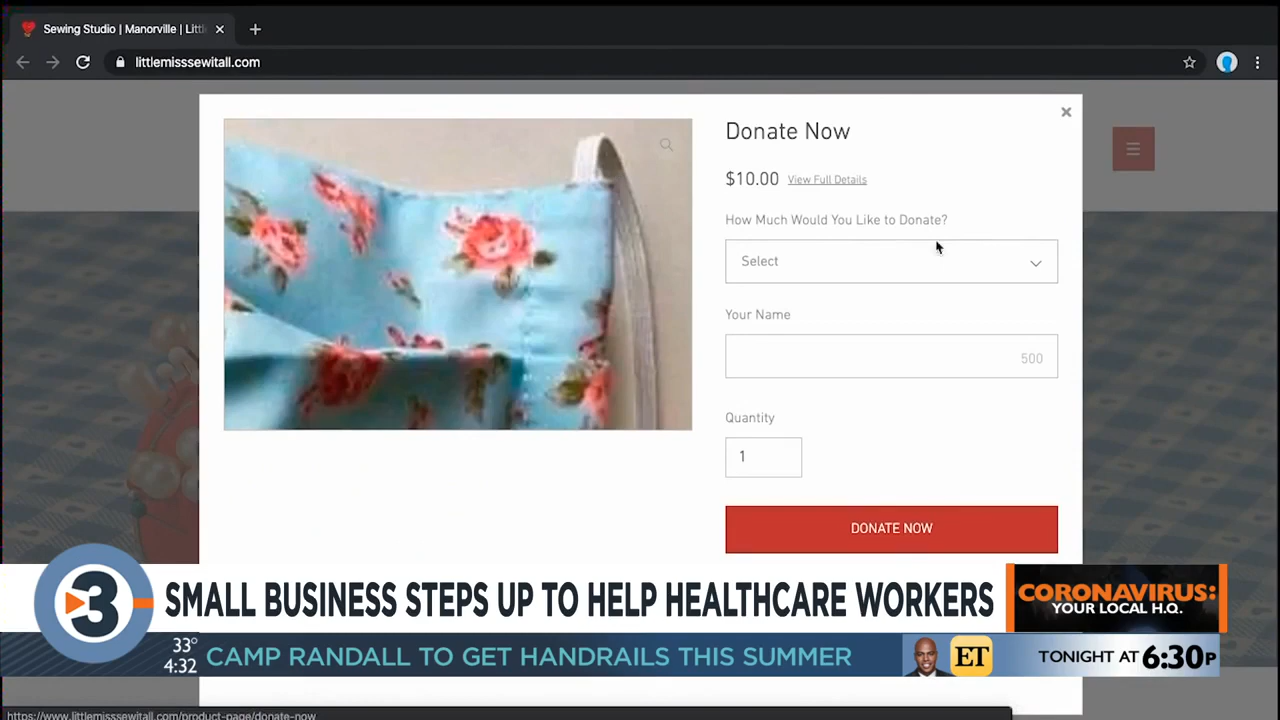 Sewing Studio | Manorville | Littl
littlemisssewitall.com
Donate Now
$10.00 View Full Details
How Much Would You Like to Donate?
Select
Your Name
500
Quantity
1
DONATE NOW
3
SMALL BUSINESS STEPS UP TO HELP HEALTHCARE WORKERS
CORONAVIRUS:
YOUR LOCAL H.Q.
33°
4:32
CAMP RANDALL TO GET HANDRAILS THIS SUMMER
ET
TONIGHT AT 6:30P
https://www.littlemisssewitall.com/product-page/donate-now